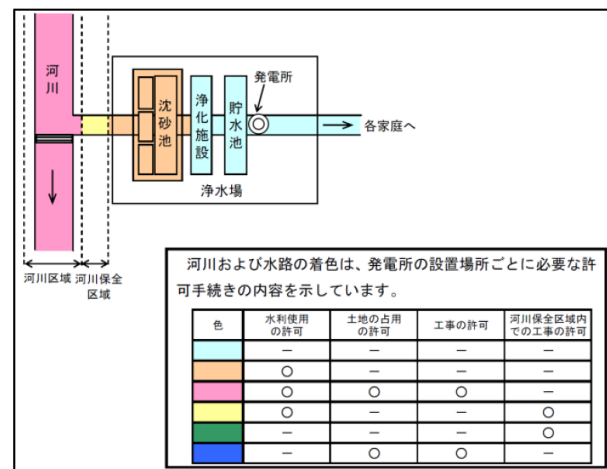 河川
沈砂池
浄化施設
貯水池
発電所
各家庭へ
浄水場
河川区域
河川保全
区域
河川および水路の着色は、発電所の設置場所ごとに必要な許
可手続きの内容を示しています。
色 水利使用の許可 土地の占用の許可 工事の許可 河川保全区域内での工事の許可
－ － － －
○ － － －
○ ○ ○ －
○ － － ○
－ － － ○
－ ○ ○ －